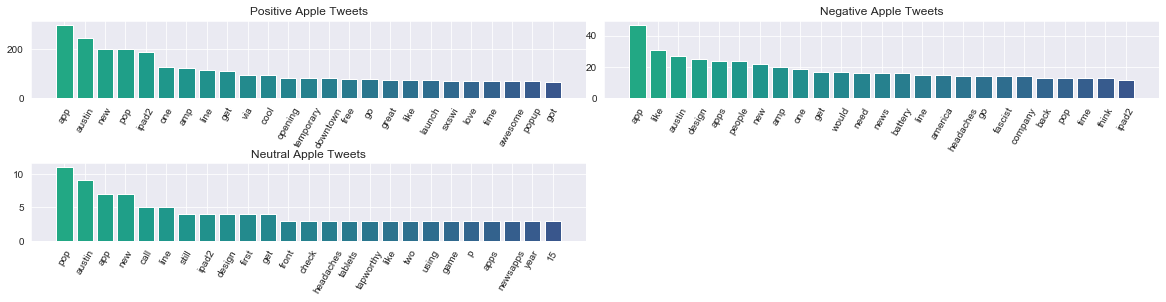 Positive Apple Tweets
200
0
app austin new pop ipad2 one amp line get via cool opening temporary downtown free go great like launch sxswi love time awesome popup got
Negative Apple Tweets
40
20
0
app like austin design apps people new amp one get would need news battery line america headaches go fascist company back pop time think ipad2
Neutral Apple Tweets
10
5
0
pop austin app new call line still ipad2 design first get front check headaches tablets tapworthy like two using game p apps newsapps year 15